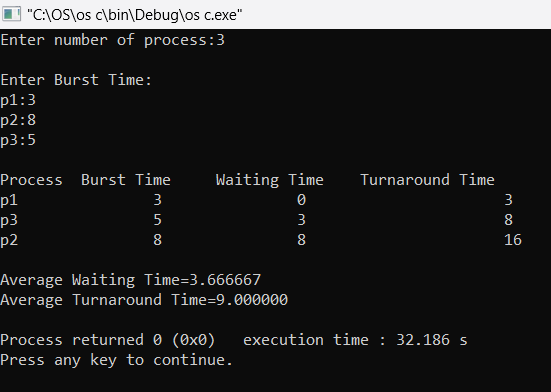 "C:\OS\os c\bin\Debug\os c.exe"
Enter number of process:3
Enter Burst Time:
p1:3
p2:8
p3:5
Process  Burst Time     Waiting Time    Turnaround Time
p1               3               0                      3
p3               5               3                      8
p2               8               8                      16
Average Waiting Time=3.666667
Average Turnaround Time=9.000000
Process returned 0 (0x0)   execution time : 32.186 s
Press any key to continue.